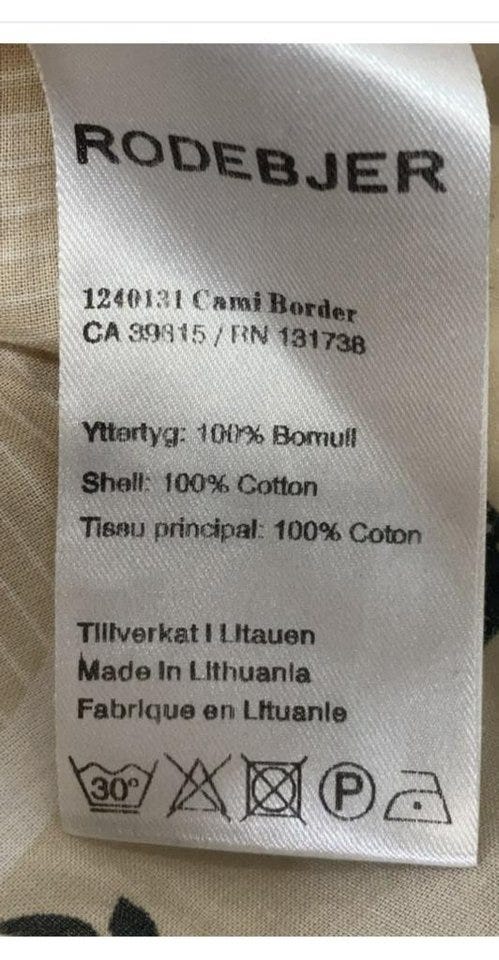 RODEBJER
1240131 Cami Border
CA 39815 / RN 131738
Yttertyg: 100% Bomull
Shell: 100% Cotton
Tissu principal: 100% Coton
Tillverkat I Litauen
Made In Lithuania
Fabrique en Lituanie
30° P